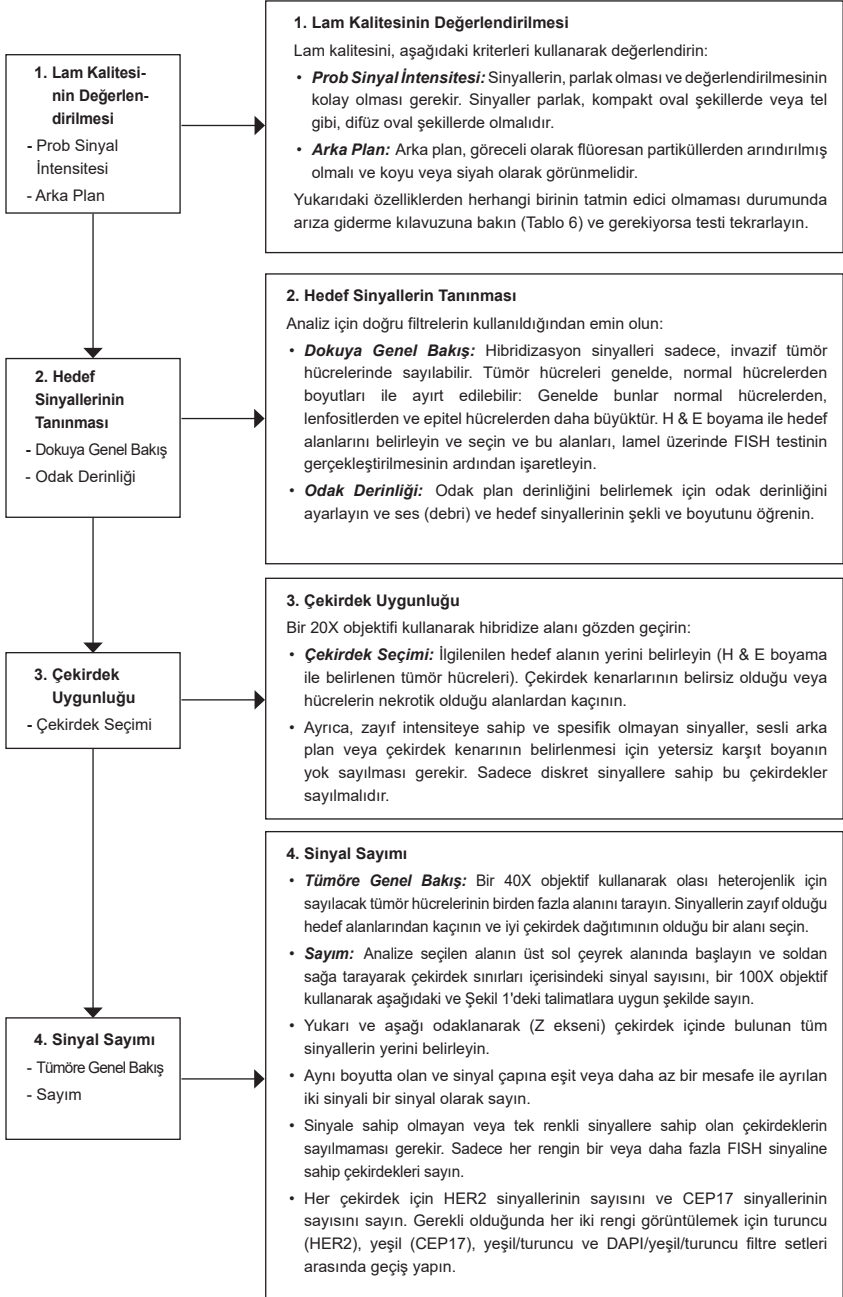 1. Lam Kalitesi-
nin Değerlen-
dirilmesi
- Prob Sinyal
İntensitesi
- Arka Plan
1. Lam Kalitesinin Değerlendirilmesi
Lam kalitesini, aşağıdaki kriterleri kullanarak değerlendirin:
• Prob Sinyal İntensitesi: Sinyallerin, parlak olması ve değerlendirilmesinin
kolay olması gerekir. Sinyaller parlak, kompakt oval şekillerde veya tel
gibi, difüz oval şekillerde olmalıdır.
• Arka Plan: Arka plan, göreceli olarak flüoresan partiküllerden arındırılmış
olmalı ve koyu veya siyah olarak görünmelidir.
Yukarıdaki özelliklerden herhangi birinin tatmin edici olmaması durumunda
arıza giderme kılavuzuna bakın (Tablo 6) ve gerekiyorsa testi tekrarlayın.
2. Hedef
Sinyallerinin
Tanınması
- Dokuya Genel Bakış
- Odak Derinliği
2. Hedef Sinyallerin Tanınması
Analiz için doğru filtrelerin kullanıldığından emin olun:
• Dokuya Genel Bakış: Hibridizasyon sinyalleri sadece, invazif tümör
hücrelerinde sayılabilir. Tümör hücreleri genelde, normal hücrelerden
boyutları ile ayırt edilebilir: Genelde bunlar normal hücrelerden,
lenfositlerden ve epitel hücrelerden daha büyüktür. H & E boyama ile hedef
alanlarını belirleyin ve seçin ve bu alanları, lamel üzerinde FISH testinin
gerçekleştirilmesinin ardından işaretleyin.
• Odak Derinliği: Odak plan derinliğini belirlemek için odak derinliğini
ayarlayın ve ses (debri) ve hedef sinyallerinin şekli ve boyutunu öğrenin.
3. Çekirdek
Uygunluğu
- Çekirdek Seçimi
3. Çekirdek Uygunluğu
Bir 20X objektifi kullanarak hibridize alanı gözden geçirin:
• Çekirdek Seçimi: İlgilenilen hedef alanın yerini belirleyin (H & E boyama
ile belirlenen tümör hücreleri). Çekirdek kenarlarının belirsiz olduğu veya
hücrelerin nekrotik olduğu alanlardan kaçının.
• Ayrıca, zayıf intensiteye sahip ve spesifik olmayan sinyaller, sesli arka
plan veya çekirdek kenarının belirlenmesi için yetersiz karşıt boyanın
yok sayılması gerekir. Sadece diskret sinyallere sahip bu çekirdekler
sayılmalıdır.
4. Sinyal Sayımı
- Tümöre Genel Bakış
- Sayım
4. Sinyal Sayımı
• Tümöre Genel Bakış: Bir 40X objektif kullanarak olası heterojenlik için
sayılacak tümör hücrelerinin birden fazla alanını tarayın. Sinyallerin zayıf olduğu
hedef alanlarından kaçının ve iyi çekirdek dağıtımının olduğu bir alanı seçin.
• Sayım: Analize seçilen alanın üst sol çeyrek alanında başlayın ve soldan
sağa tarayarak çekirdek sınırları içerisindeki sinyal sayısını, bir 100X objektif
kullanarak aşağıdaki ve Şekil 1'deki talimatlara uygun şekilde sayın.
• Yukarı ve aşağı odaklanarak (Z ekseni) çekirdek içinde bulunan tüm
sinyallerin yerini belirleyin.
• Aynı boyutta olan ve sinyal çapına eşit veya daha az bir mesafe ile ayrılan
iki sinyali bir sinyal olarak sayın.
• Sinyale sahip olmayan veya tek renkli sinyallere sahip olan çekirdeklerin
sayılmaması gerekir. Sadece her rengin bir veya daha fazla FISH sinyaline
sahip çekirdekleri sayın.
• Her çekirdek için HER2 sinyallerinin sayısını ve CEP17 sinyallerinin
sayısını sayın. Gerekli olduğunda her iki rengi görüntülemek için turuncu
(HER2), yeşil (CEP17), yeşil/turuncu ve DAPI/yeşil/turuncu filtre setleri
arasında geçiş yapın.